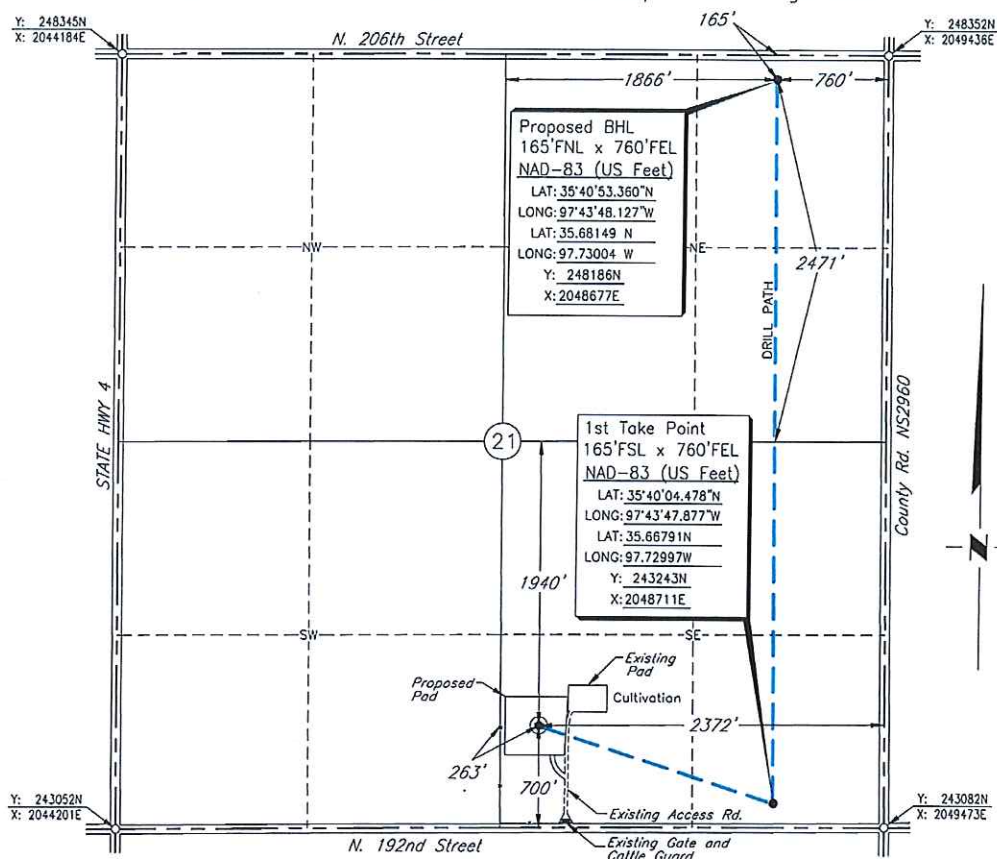 165'
Y: 248345N
X: 2044184E
N. 206th Street
Y: 248352N
X: 2049436E
1866'
760'
Proposed BHL
165'FNL x 760'FEL
NAD-83 (US Feet)
LAT: 35°40'53.360"N
LONG: 97°43'48.127"W
LAT: 35.68149 N
LONG: 97.73004 W
Y: 248186N
X: 2048677E
NW
NE
2471'
DRILL PATH
STATE HWY 4
County Rd. NS2960
21
1st Take Point
165'FSL x 760'FEL
NAD-83 (US Feet)
LAT: 35°40'04.478"N
LONG: 97°43'47.877"W
LAT: 35.66791N
LONG: 97.72997W
Y: 243243N
X: 2048711E
N
1940'
SW
SE
Proposed
Pad
Existing
Pad
Cultivation
2372'
263'
700'
Existing Access Rd.
Y: 243052N
X: 2044201E
Y: 243082N
X: 2049473E
N. 192nd Street
Existing Gate and
Cattle Guard